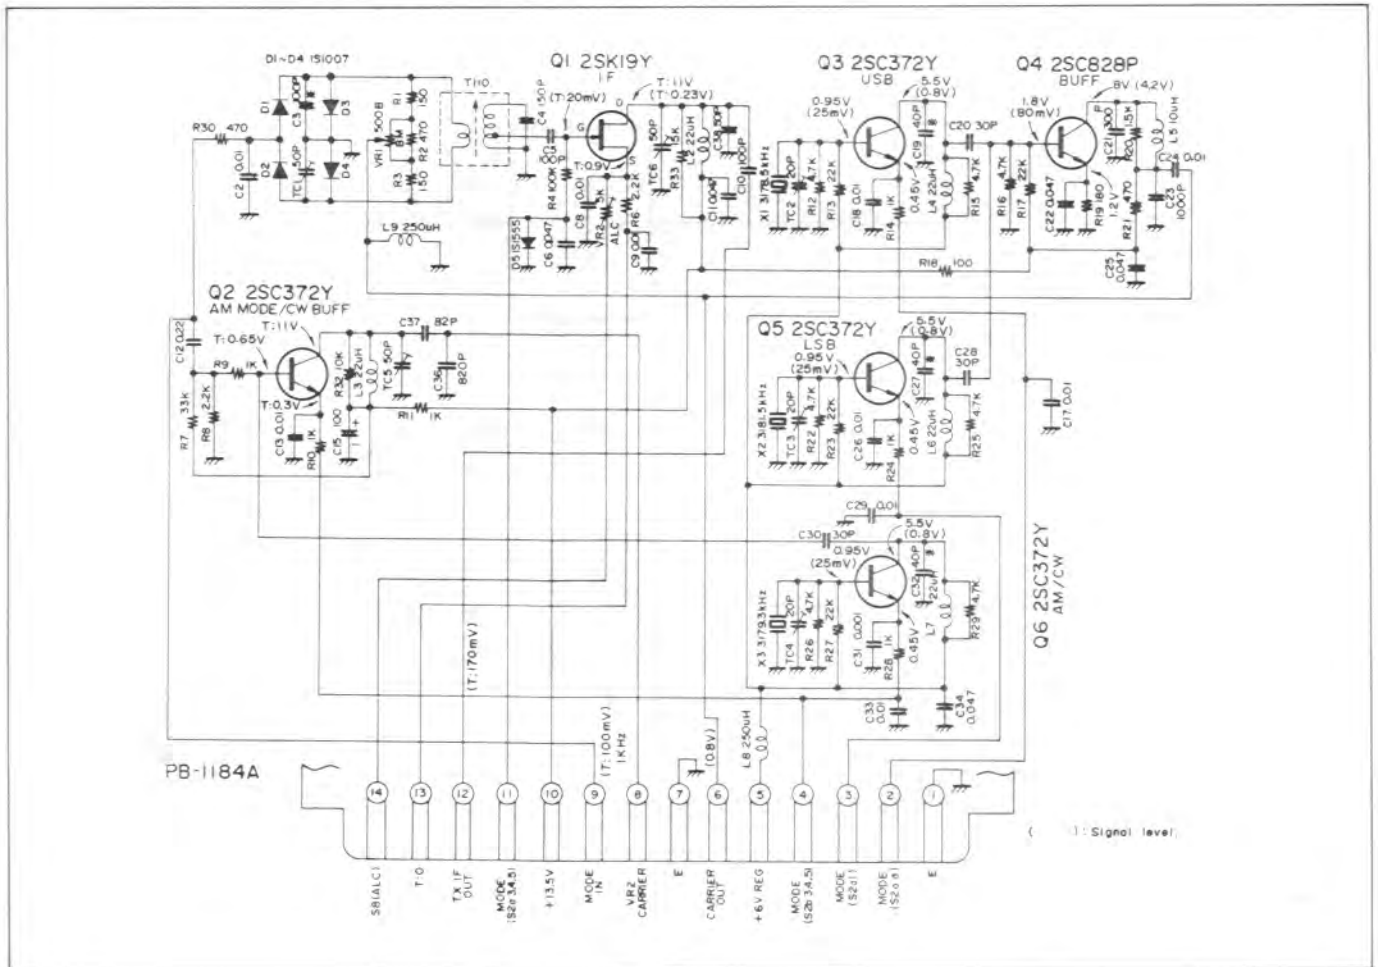 D1~D4 1S1007
Q1 2SK19Y
IF
Q3 2SC372Y
USB
Q4 2SC828P
BUFF
T110
C4 150P
T:11V
(T:0.23V)
(T:20mV)
5.5V
(0.8V)
8V (4.2V)
0.95V
(25mV)
1.8V
(80mV)
D1
C3 100P
D3
R1
150
R30 470
VR1 500B
BM
R2 470
R3 150
C2 0.01
D2
TC1 50P
D4
G
D
S
100P
T:0.9V
R4 100K
C8 0.01
VR2 5K
ALC
R6
2.2K
TC6
50P
R33
15K
L2 22uH
C38 50P
C10 100P
C11 0.047
D5 1S1555
C6 0.047
C9 0.01
L9 250uH
X1 3178.5kHz
TC2 20P
R12 4.7K
R13 22K
C18 0.01
R14 1K
0.45V
C19 40P
L4 22uH
R15 4.7K
C20 30P
R16 4.7K
R17 22K
C22 0.047
R19 180
1.2V
C21 300P
R20 1.5K
R21 470
L5 10uH
C24 0.01
C23 1000P
C25 0.047
R18 100
Q2 2SC372Y
AM MODE/CW BUFF
T:11V
T:0.65V
C12 0.22
R9
1K
T:0.3V
R7 33K
R8 2.2K
C13 0.01
R10 1K
R32 10K
L3 22uH
C15 100
+
TC5 50P
C37 82P
C36 820P
R11
1K
Q5 2SC372Y
LSB
5.5V
(0.8V)
0.95V
(25mV)
X2 3181.5kHz
TC3 20P
R22 4.7K
R23 22K
C26 0.01
R24 1K
0.45V
C27 40P
L6 22uH
R25 4.7K
C28
30P
C17 0.01
C29 0.01
C30 30P
5.5V
(0.8V)
0.95V
(25mV)
X3 3179.3kHz
TC4 20P
R26 4.7K
R27 22K
C31 0.001
R28 1K
0.45V
C32 40P
22uH
L7
R29 4.7K
Q6 2SC372Y
AM/CW
C33
0.01
C34
0.047
(T:170mV)
(T:100mV)
1KHz
(0.8V)
L8 250uH
PB-1184A
14
13
12
11
10
9
8
7
6
5
4
3
2
1
( ): Signal level
SB(ALC)
T:0
TX IF
OUT
MODE
(S2a 3,4,5)
+13.5V
MODE
IN
VR2
CARRIER
E
CARRIER
OUT
+6V REG
MODE
(S2b 3,4,5)
MODE
MODE
E